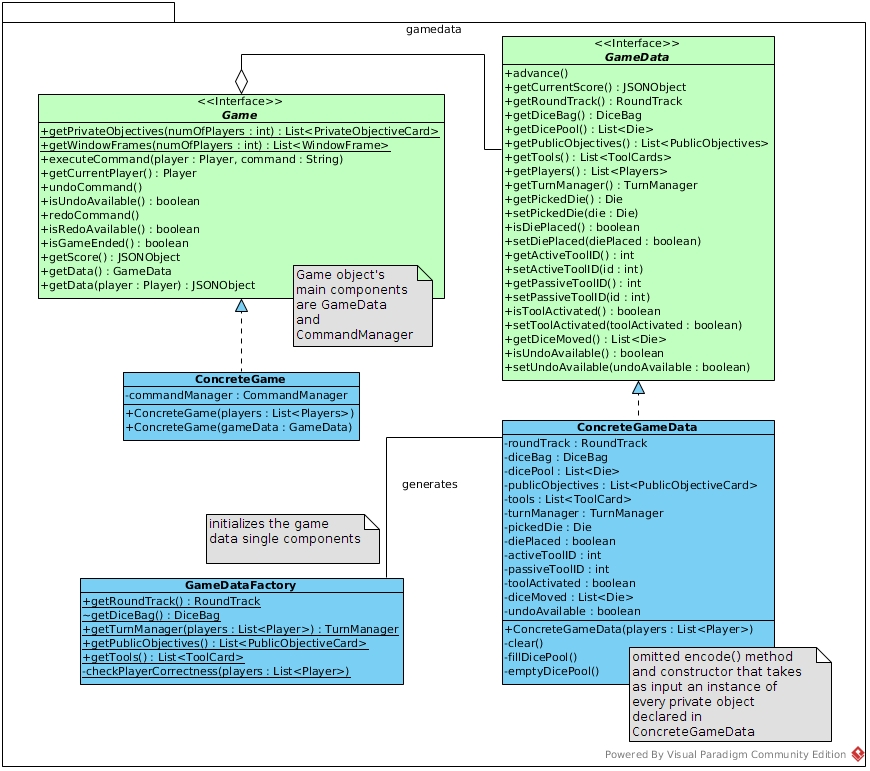 gamedata
<<Interface>>
Game
+getPrivateObjectives(numOfPlayers : int) : List<PrivateObjectiveCard>
+getWindowFrames(numOfPlayers : int) : List<WindowFrame>
+executeCommand(player : Player, command : String)
+getCurrentPlayer() : Player
+undoCommand()
+isUndoAvailable() : boolean
+redoCommand()
+isRedoAvailable() : boolean
+isGameEnded() : boolean
+getScore() : JSONObject
+getData() : GameData
+getData(player : Player) : JSONObject
Game object's
main components
are GameData
and
CommandManager
<<Interface>>
GameData
+advance()
+getCurrentScore() : JSONObject
+getRoundTrack() : RoundTrack
+getDiceBag() : DiceBag
+getDicePool() : List<Die>
+getPublicObjectives() : List<PublicObjectives>
+getTools() : List<ToolCards>
+getPlayers() : List<Players>
+getTurnManager() : TurnManager
+getPickedDie() : Die
+setPickedDie(die : Die)
+isDiePlaced() : boolean
+setDiePlaced(diePlaced : boolean)
+getActiveToolID() : int
+setActiveToolID(id : int)
+getPassiveToolID() : int
+setPassiveToolID(id : int)
+isToolActivated() : boolean
+setToolActivated(toolActivated : boolean)
+getDiceMoved() : List<Die>
+isUndoAvailable() : boolean
+setUndoAvailable(undoAvailable : boolean)
ConcreteGame
-commandManager : CommandManager
+ConcreteGame(players : List<Players>)
+ConcreteGame(gameData : GameData)
generates
ConcreteGameData
-roundTrack : RoundTrack
-diceBag : DiceBag
-dicePool : List<Die>
-publicObjectives : List<PublicObjectiveCard>
-tools : List<ToolCard>
-turnManager : TurnManager
-pickedDie : Die
-diePlaced : boolean
-activeToolID : int
-passiveToolID : int
-toolActivated : boolean
-diceMoved : List<Die>
-undoAvailable : boolean
+ConcreteGameData(players : List<Player>)
-clear()
-fillDicePool()
-emptyDicePool()
omitted encode() method
and constructor that takes
as input an instance of
every private object
declared in
ConcreteGameData
initializes the game
data single components
GameDataFactory
+getRoundTrack() : RoundTrack
~getDiceBag() : DiceBag
+getTurnManager(players : List<Player>) : TurnManager
+getPublicObjectives() : List<PublicObjectiveCard>
+getTools() : List<ToolCard>
-checkPlayerCorrectness(players : List<Player>)
Powered By Visual Paradigm Community Edition